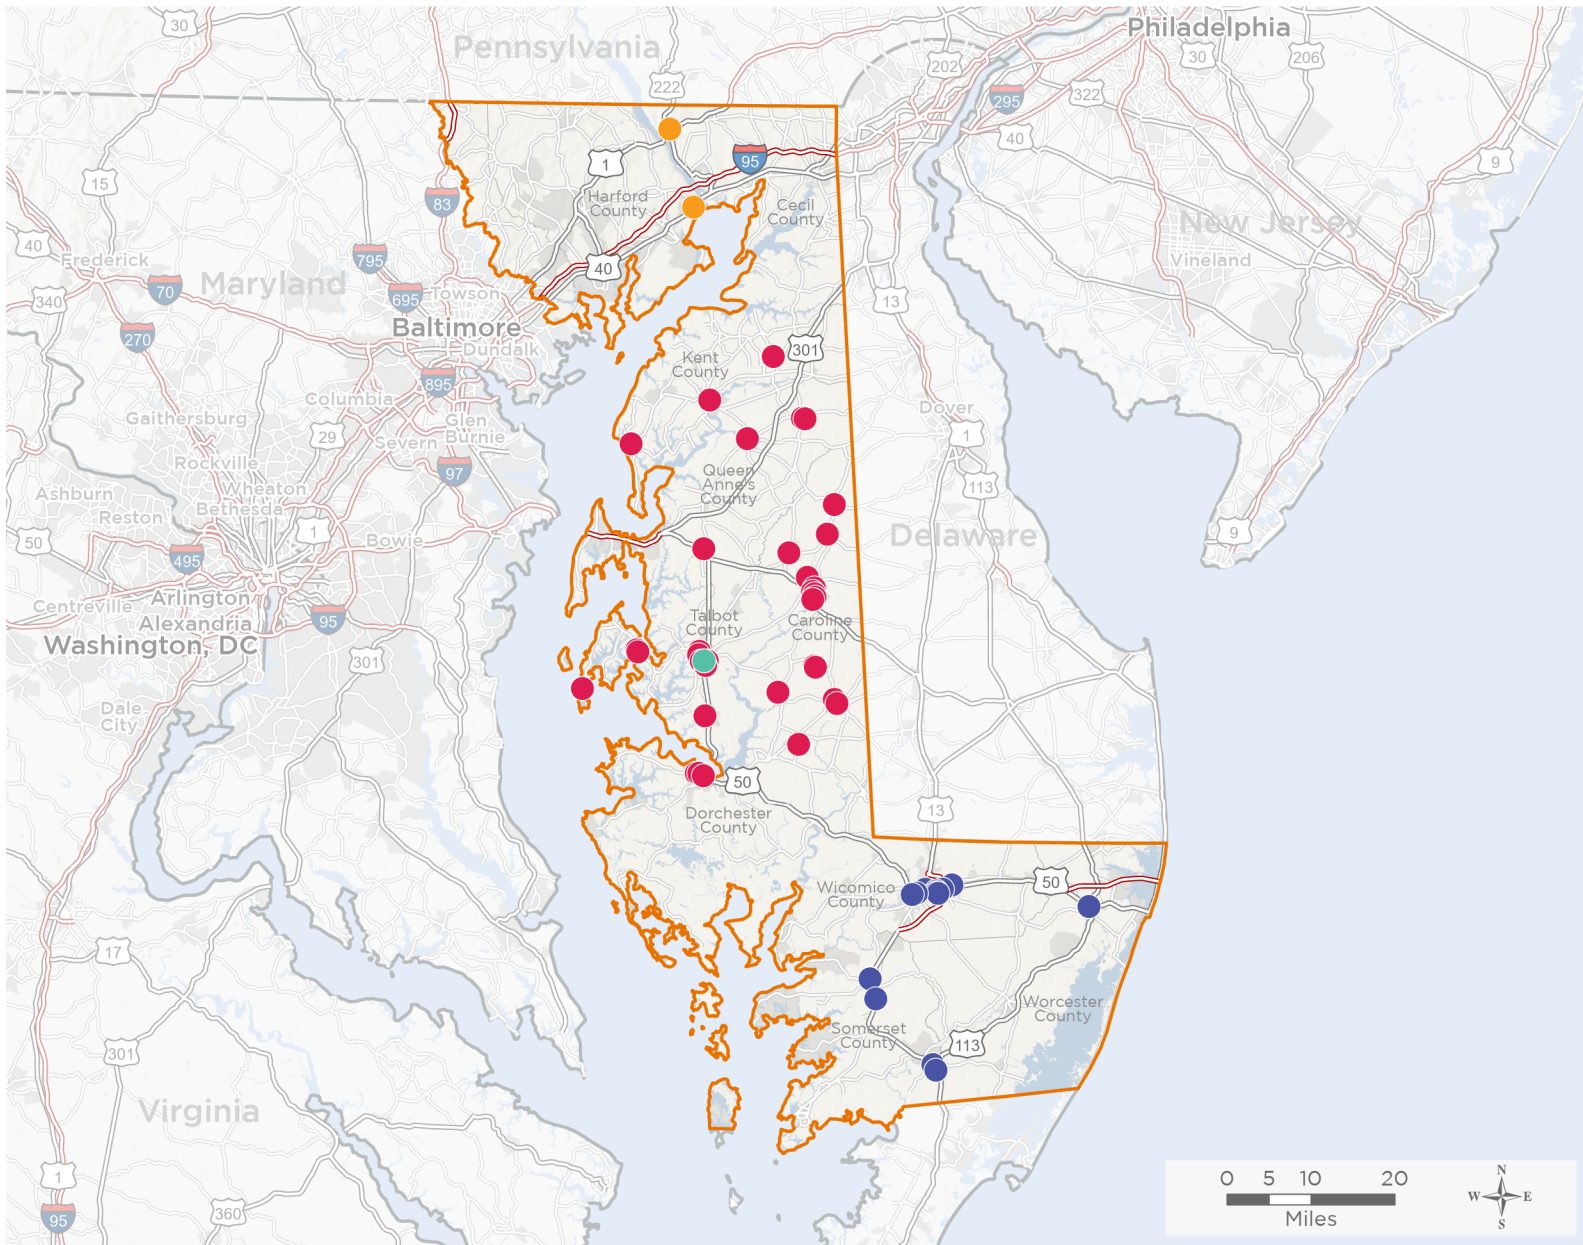 30
Pennsylvania
Philadelphia
202
30
206
222
295
322
40
1
95
9
15
83
Harford
County
Cecil
County
New Jersey
Vineland
40
Frederick
795
40
Maryland
70
340
695
Towson
13
270
Baltimore
Dundalk
301
Kent
County
895
Columbia
Gaithersburg
Glen
Burnie
Dover
29
Severn
1
Rockville
97
Queen
Anne's
County
Wheaton
Ashburn
Bethesda
113
Reston
1
9
50
Bowie
Delaware
495
Centreville
Arlington
95
Talbot
County
Caroline
County
Alexandria
Washington, DC
301
Dale
City
50
13
Dorchester
County
Wicomico
County
50
17
Worcester
County
Somerset
County
113
301
Virginia
1
360
95
0 5 10 20
Miles
N
W E
S